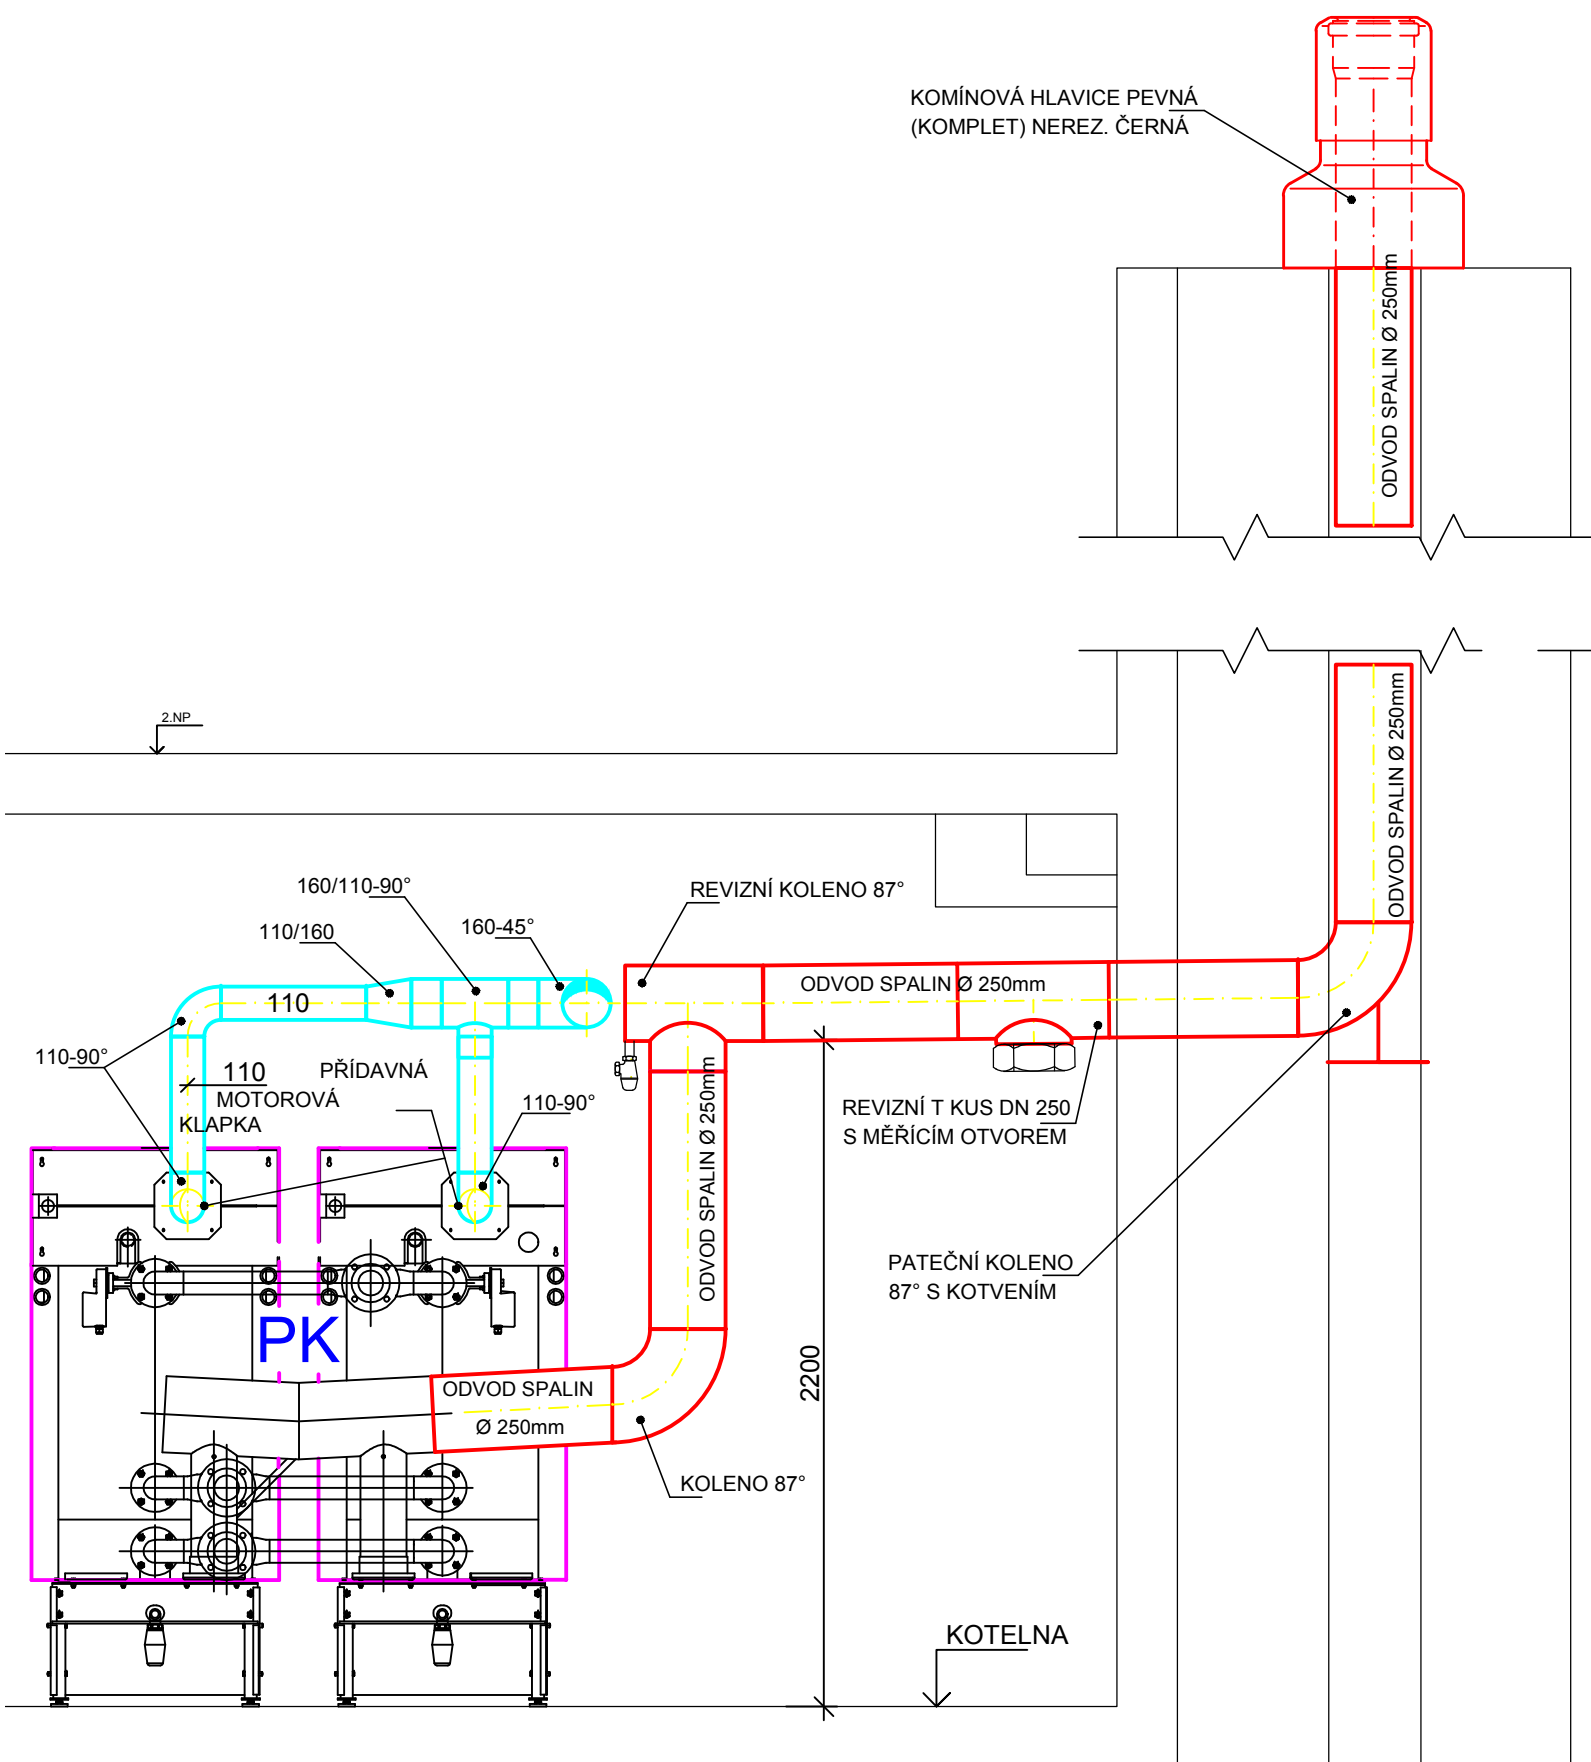 KOMÍNOVÁ HLAVICE PEVNÁ
(KOMPLET) NEREZ. ČERNÁ
ODVOD SPALIN Ø 250mm
2.NP
ODVOD SPALIN Ø 250mm
160/110-90°
REVIZNÍ KOLENO 87°
110/160
160-45°
ODVOD SPALIN Ø 250mm
110
110-90°
110
PŘÍDAVNÁ
MOTOROVÁ
KLAPKA
110-90°
ODVOD SPALIN Ø 250mm
REVIZNÍ T KUS DN 250
S MĚŘÍCÍM OTVOREM
PATEČNÍ KOLENO
87° S KOTVENÍM
PK
2200
ODVOD SPALIN
Ø 250mm
KOLENO 87°
KOTELNA